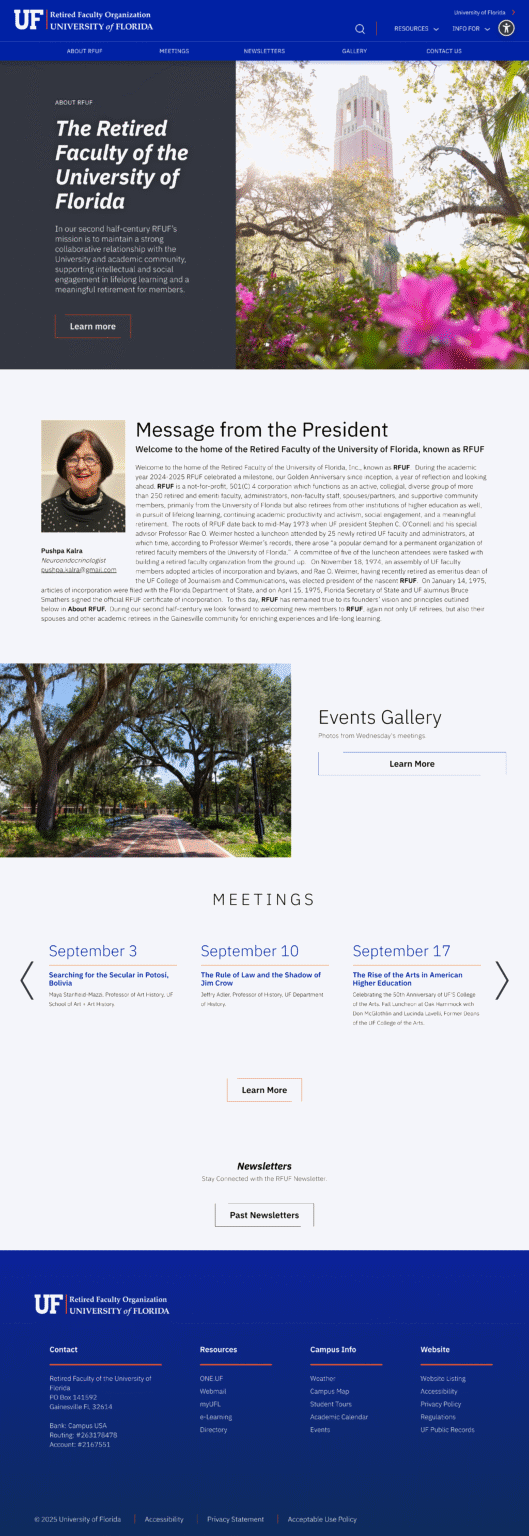 UF Retired Faculty Organization
UNIVERSITY of FLORIDA
University of Florida
RESOURCES
INFO FOR
ABOUT RFUF
MEETINGS
NEWSLETTERS
GALLERY
CONTACT US
ABOUT RFUF
The Retired
Faculty of the
University of
Florida
In our second half-century RFUF's
mission is to maintain a strong
collaborative relationship with the
University and academic community,
supporting intellectual and social
engagement in lifelong learning and a
meaningful retirement for members.
Learn more
Message from the President
Welcome to the home of the Retired Faculty of the University of Florida, known as RFUF
Welcome to the home of the Retired Faculty of the University of Florida, Inc., known as RFUF. During the academic
year 2024-2025 RFUF celebrated a milestone, our Golden Anniversary since inception, a year of reflection and looking
ahead. RFUF is a not-for-profit, 501(C) 4 corporation which functions as an active, collegial, diverse group of more
than 250 retired and emeriti faculty, administrators, non-faculty staff, spouses/partners, and supportive community
members, primarily from the University of Florida but also retirees from other institutions of higher education as well,
in pursuit of lifelong learning, continuing academic productivity and activism, social engagement, and a meaningful
retirement. The roots of RFUF date back to mid-May 1973 when UF president Stephen C. O'Connell and his special
advisor Professor Rae O. Weimer hosted a luncheon attended by 25 newly retired UF faculty and administrators, at
which time, according to Professor Weimer's records, there arose "a popular demand for a permanent organization of
retired faculty members of the University of Florida." A committee of five of the luncheon attendees were tasked with
building a retired faculty organization from the ground up. On November 18, 1974, an assembly of UF faculty
members adopted articles of incorporation and bylaws, and Rae O. Weimer, having recently retired as emeritus dean of
the UF College of Journalism and Communications, was elected president of the nascent RFUF. On January 14, 1975,
articles of incorporation were filed with the Florida Department of State, and on April 15, 1975, Florida Secretary of State and UF alumnus Bruce
Smathers signed the official RFUF certificate of incorporation. To this day, RFUF has remained true to its founders' vision and principles outlined
below in About RFUF. During our second half-century we look forward to welcoming new members to RFUF, again not only UF retirees, but also their
spouses and other academic retirees in the Gainesville community for enriching experiences and life-long learning.
Pushpa Kalra
Neuroendocrinologist
pushpa.kalra@gmail.com
Events Gallery
Photos from Wednesday's meetings
Learn More
MEETINGS
September 3
Searching for the Secular in Potosi,
Bolivia
Maya Stanfield-Mazzi, Professor of Art History, UF
School of Art + Art History.
September 10
The Rule of Law and the Shadow of
Jim Crow
Jeffry Adler, Professor of History, UF Department
of History.
September 17
The Rise of the Arts in American
Higher Education
Celebrating the 50th Anniversary of UF'S College
of the Arts. Fall Luncheon at Oak Hammock with
Don McGlothlin and Lucinda Lavelli, Former Deans
of the UF College of the Arts.
Learn More
Newsletters
Stay Connected with the RFUF Newsletter.
Past Newsletters
UF Retired Faculty Organization
UNIVERSITY of FLORIDA
Contact
Retired Faculty of the University of
Florida
PO Box 141592
Gainesville FL 32614
Bank: Campus USA
Routing: #263178478
Account: #2167551
Resources
ONE.UF
Webmail
myUFL
e-Learning
Directory
Campus Info
Weather
Campus Map
Student Tours
Academic Calendar
Events
Website
Website Listing
Accessibility
Privacy Policy
Regulations
UF Public Records
© 2025 University of Florida
Accessibility
Privacy Statement
Acceptable Use Policy